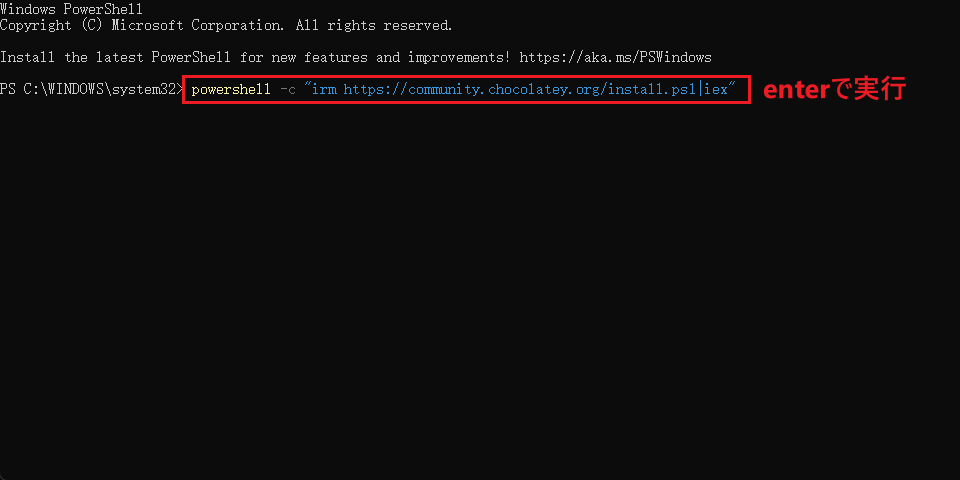 Windows PowerShell
Copyright (C) Microsoft Corporation. All rights reserved.
Install the latest PowerShell for new features and improvements! https://aka.ms/PSWindows
PS C:\WINDOWS\system32> powershell -c "irm https://community.chocolatey.org/install.ps1|iex" enterで実行